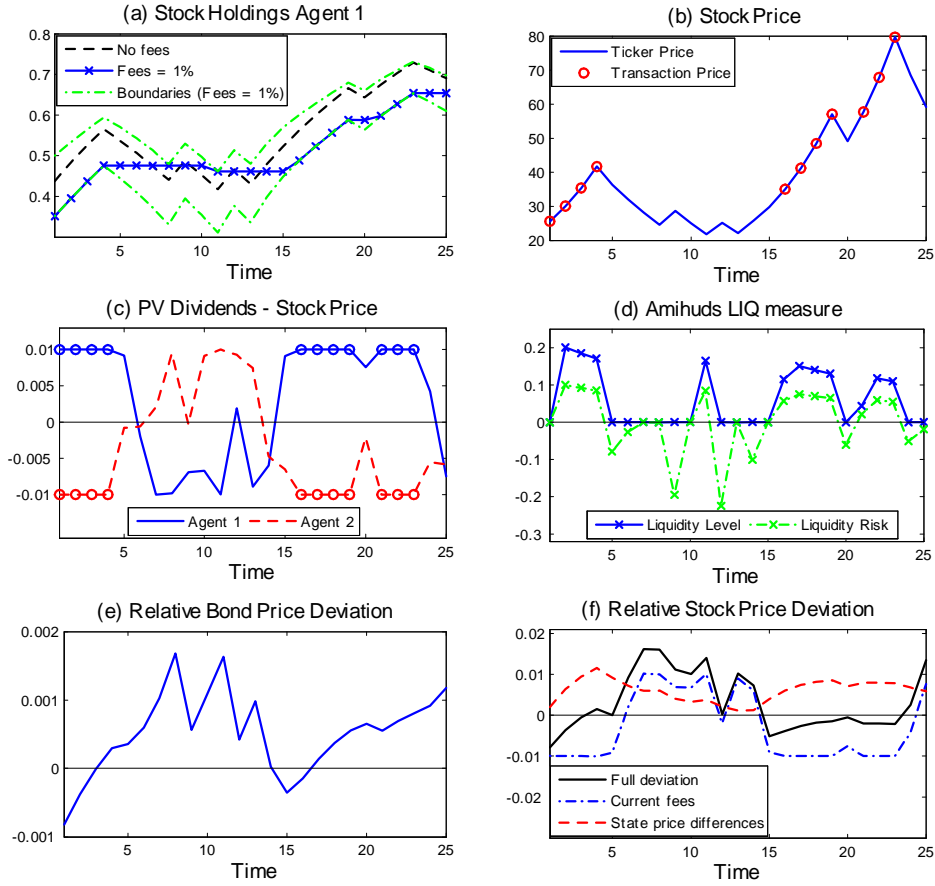 (a) Stock Holdings Agent 1
0.8
0.7
0.6
0.5
0.4
No fees
Fees = 1%
Boundaries (Fees = 1%)
5 10 15 20 25
Time
(b) Stock Price
80
70
60
50
40
30
20
Ticker Price
Transaction Price
5 10 15 20 25
Time
(c) PV Dividends - Stock Price
0.01
0.005
0
-0.005
-0.01
Agent 1 Agent 2
5 10 15 20 25
Time
(d) Amihuds LIQ measure
0.2
0.1
0
-0.1
-0.2
-0.3
Liquidity Level Liquidity Risk
5 10 15 20 25
Time
(e) Relative Bond Price Deviation
0.002
0.001
0
-0.001
5 10 15 20 25
Time
(f) Relative Stock Price Deviation
0.02
0.01
0
-0.01
-0.02
Full deviation
Current fees
State price differences
5 10 15 20 25
Time